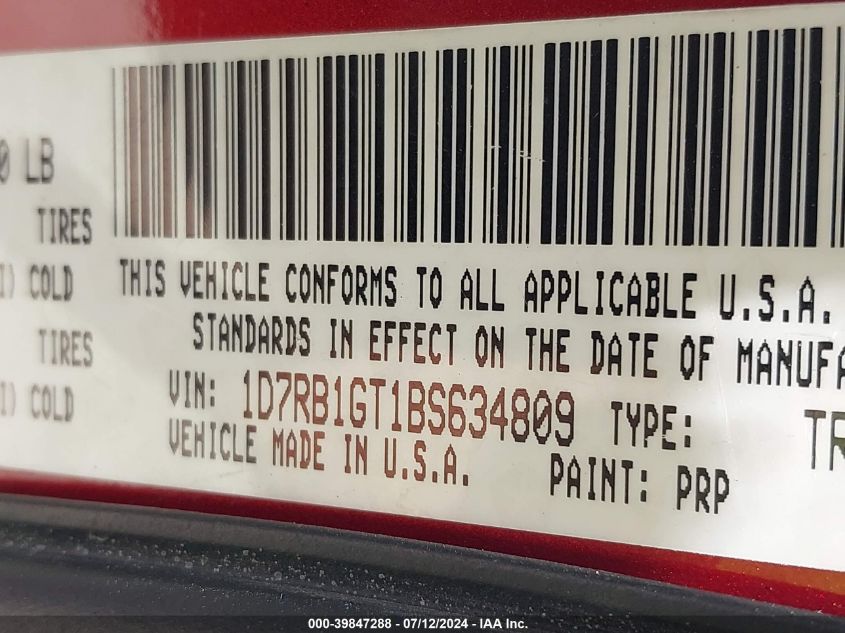 0 LB
TIRES
I) COLD
TIRES
I) COLD
THIS VEHICLE CONFORMS TO ALL APPLICABLE U.S.A.
STANDARDS IN EFFECT ON THE DATE OF MANUFA
VIN: 1D7RB1GT1BS634809 TYPE: TR
VEHICLE MADE IN U.S.A. PAINT: PRP
000-39847288 - 07/12/2024 - IAA Inc.